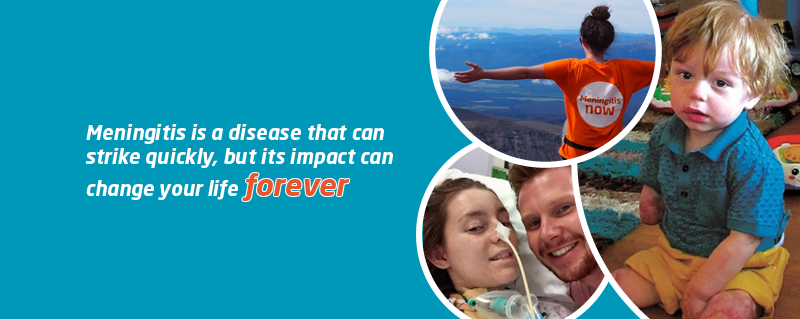 Meningitis is a disease that can
strike quickly, but its impact can
change your life forever
Meningitis
now